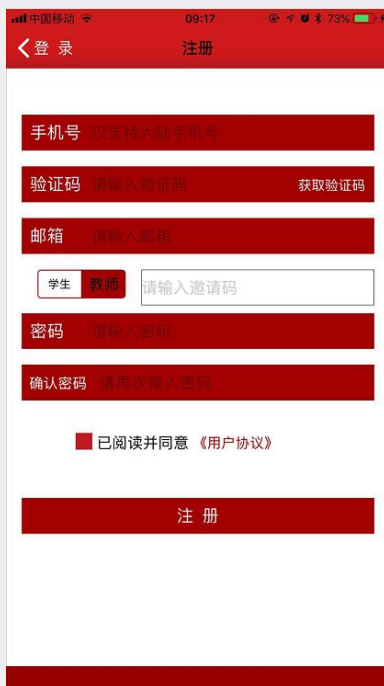 中国移动 09:17 73%
登 录 注册
手机号 仅支持大陆手机号
验证码 请输入验证码 获取验证码
邮箱 请输入邮箱
学生 教师 请输入邀请码
密码 请输入密码
确认密码 请再次输入密码
已阅读并同意 《用户协议》
注 册